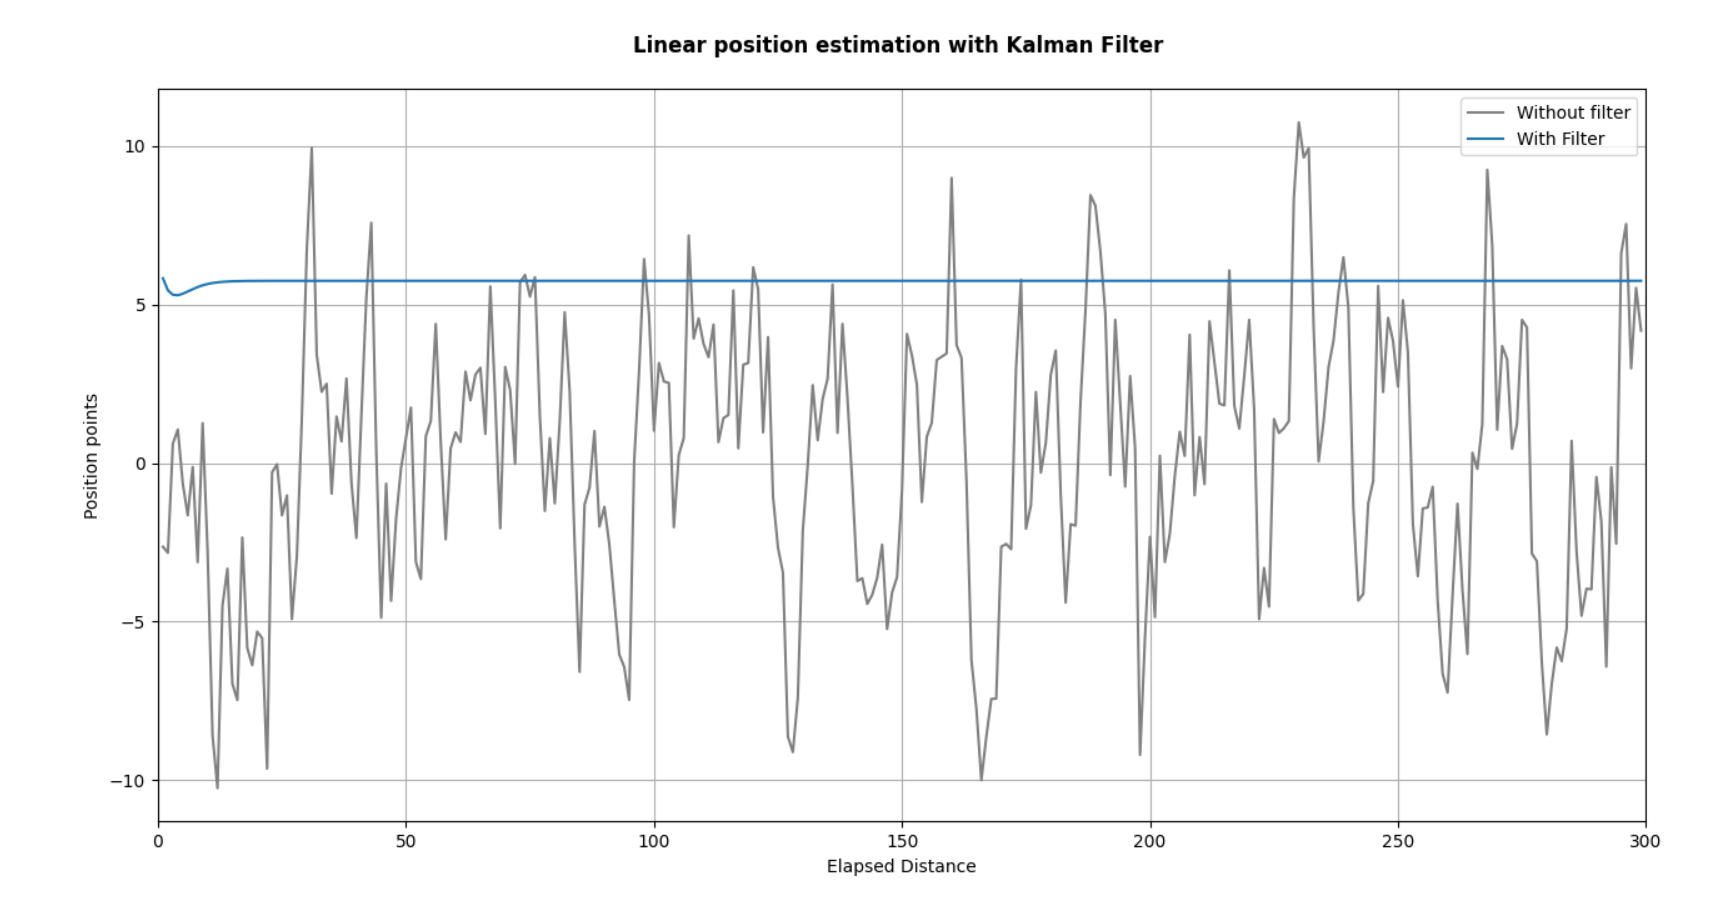 Linear position estimation with Kalman Filter
Without filter
With Filter
10
5
0
−5
−10
Position points
0 50 100 150 200 250 300
Elapsed Distance